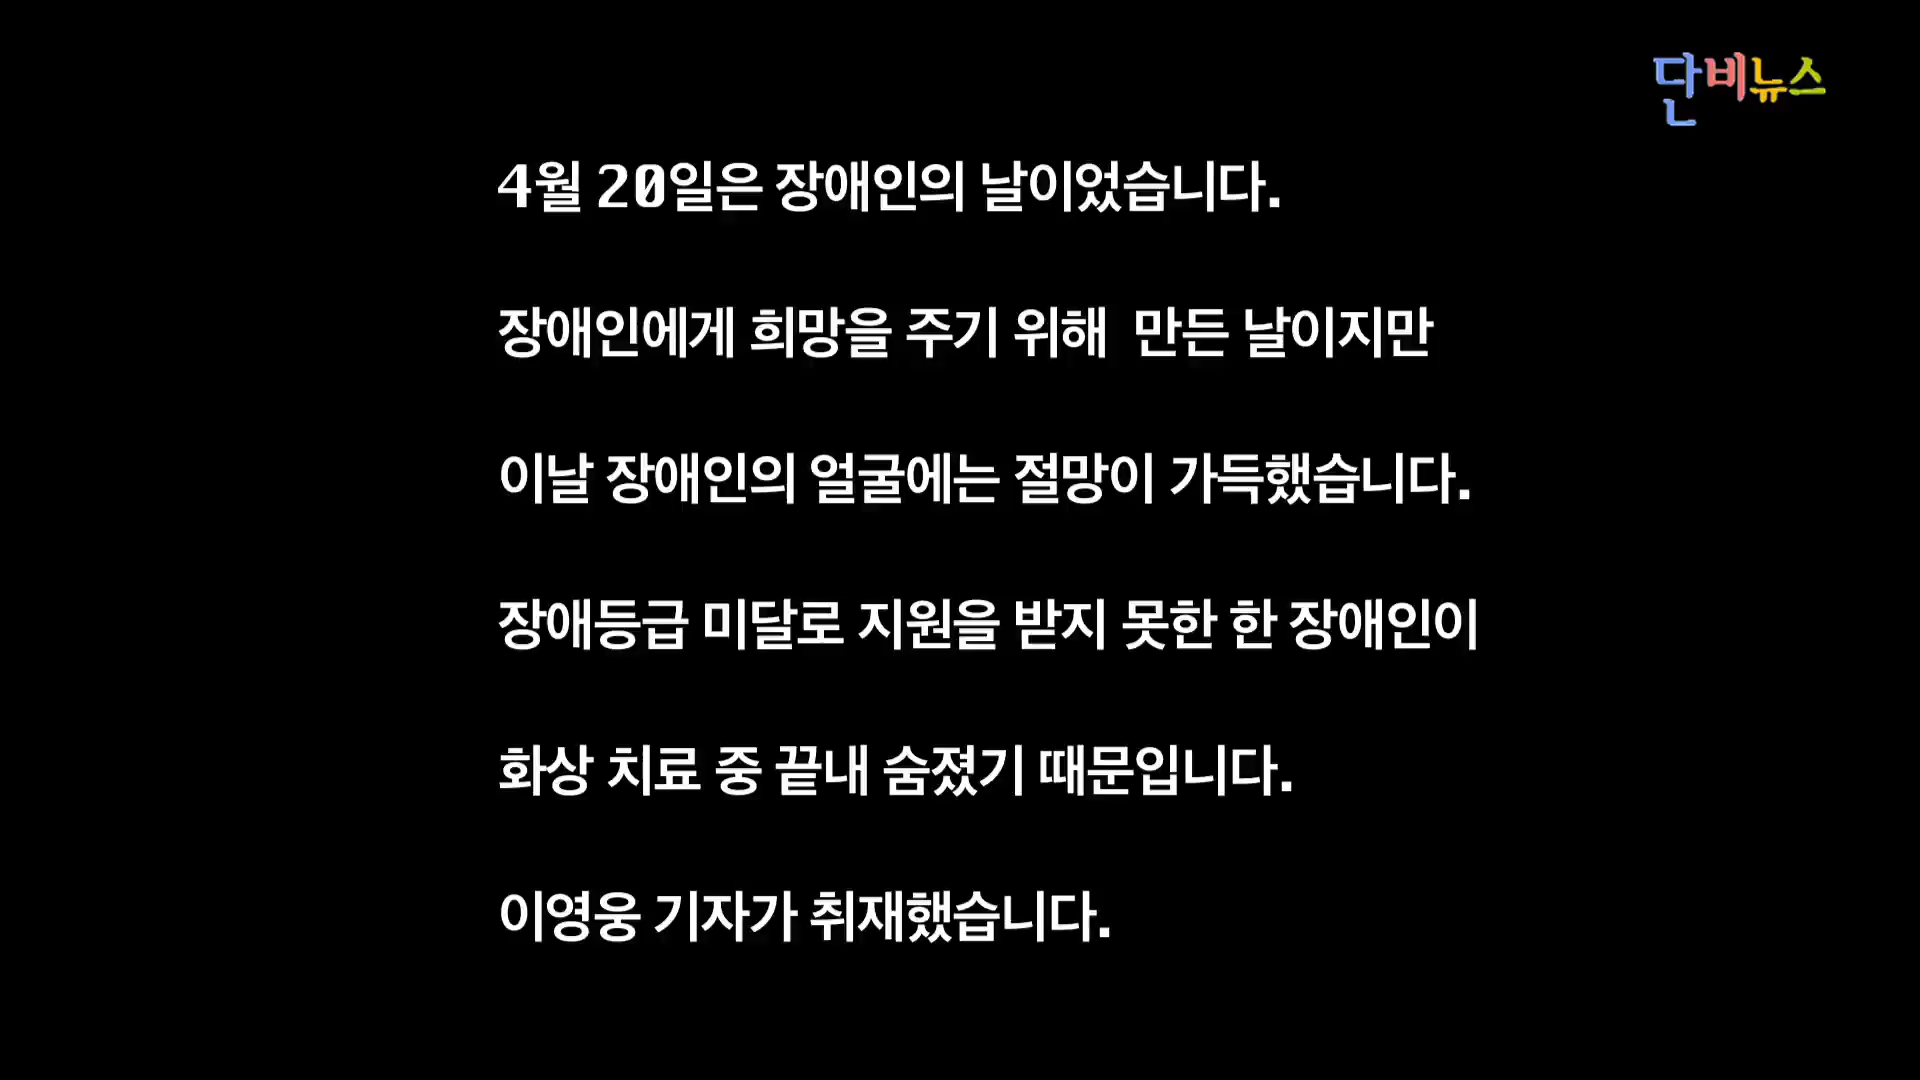 단비뉴스
4월 20일은 장애인의 날이었습니다.
장애인에게 희망을 주기 위해 만든 날이지만
이날 장애인의 얼굴에는 절망이 가득했습니다.
장애등급 미달로 지원을 받지 못한 한 장애인이
화상 치료 중 끝내 숨졌기 때문입니다.
이영웅 기자가 취재했습니다.